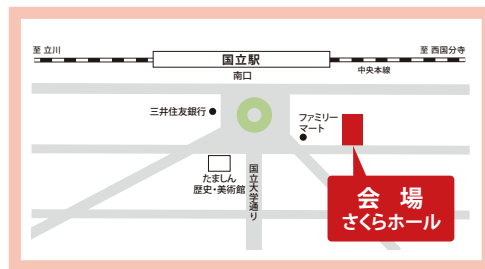 至 立川
国立駅
至 西国分寺
南口
中央本線
三井住友銀行
ファミリー
マート
たましん
歴史・美術館
国立大学通り
会 場
さくらホール